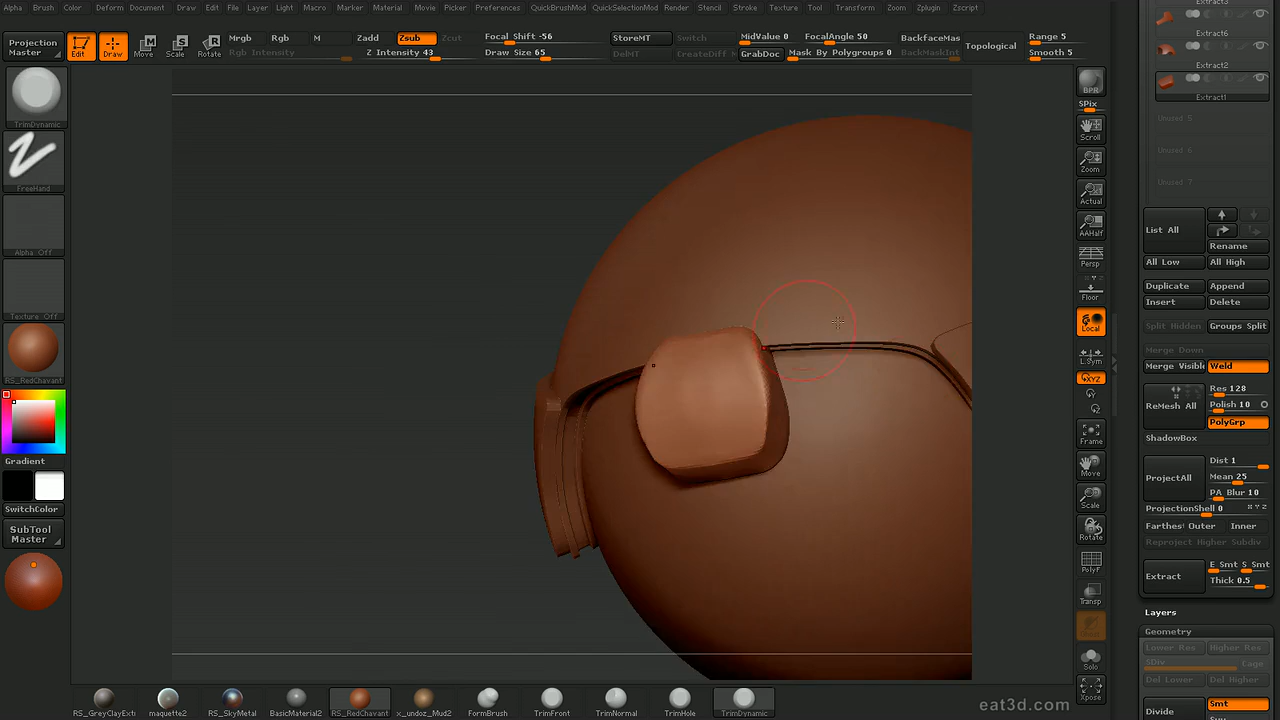 Alpha Brush Color Deform Document Draw Edit File Layer Light Macro Marker Material Movie Picker Preferences QuickBrushMod QuickSelectionMod Render Stencil Stroke Texture Tool Transform Zoom Zplugin Zscript
Extract3
Projection Master
Edit
Draw
Move
Scale
Rotate
Mrgb Rgb M
Rgb Intensity
Zadd Zsub Zcut
Z Intensity 43
Focal Shift -56
Draw Size 65
StoreMT
DelMT
Switch
CreateDiff
MidValue 0
GrabDoc
FocalAngle 50
Mask By Polygroups 0
BackfaceMas
BackMaskInt
Topological
Range 5
Smooth 5
Extract6
Extract2
Extract1
Unused 5
Unused 6
Unused 7
TrimDynamic
FreeHand
Alpha Off
Texture Off
RS_RedChavant
Gradient
SwitchColor
SubTool
Master
BPR
SPix
Scroll
Zoom
Actual
AAHalf
Persp
Floor
Local
L.Sym
XYZ
Frame
Move
Scale
Rotate
PolyF
Transp
Ghost
Solo
Xpose
List All
Rename
All Low All High
Duplicate Append
Insert Delete
Split Hidden Groups Split
Merge Down
Merge Visible Weld
ReMesh All
Res 128
Polish 10
PolyGrp
ShadowBox
ProjectAll
Dist 1
Mean 25
PA Blur 10
ProjectionShell 0
Farthest Outer Inner
Reproject Higher Subdiv
Extract
E Smt S Smt
Thick 0.5
Layers
Geometry
Lower Res Higher Res
SDiv Cage
Del Lower Del Higher
Divide
Smt
Suv
RS_GreyClayExt
maquette2
RS_SkyMetal
BasicMaterial2
RS_RedChavant
x_undoz_Mud2
FormBrush
TrimFront
TrimNormal
TrimHole
TrimDynamic
eat3d.com